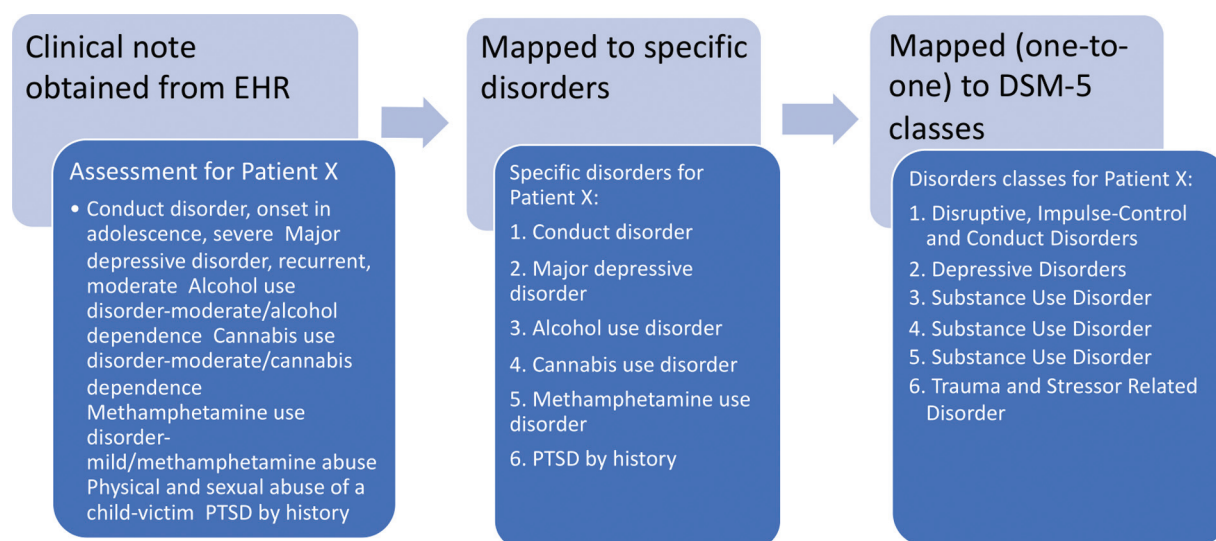 Clinical note
obtained from EHR
Assessment for Patient X
• Conduct disorder, onset in
adolescence, severe Major
depressive disorder, recurrent,
moderate Alcohol use
disorder-moderate/alcohol
dependence Cannabis use
disorder-moderate/cannabis
dependence
Methamphetamine use
disorder-
mild/methamphetamine abuse
Physical and sexual abuse of a
child-victim PTSD by history
Mapped to specific
disorders
Specific disorders for
Patient X:
1. Conduct disorder
2. Major depressive
disorder
3. Alcohol use disorder
4. Cannabis use disorder
5. Methamphetamine use
disorder
6. PTSD by history
Mapped (one-to-
one) to DSM-5
classes
Disorders classes for Patient X:
1. Disruptive, Impulse-Control
and Conduct Disorders
2. Depressive Disorders
3. Substance Use Disorder
4. Substance Use Disorder
5. Substance Use Disorder
6. Trauma and Stressor Related
Disorder